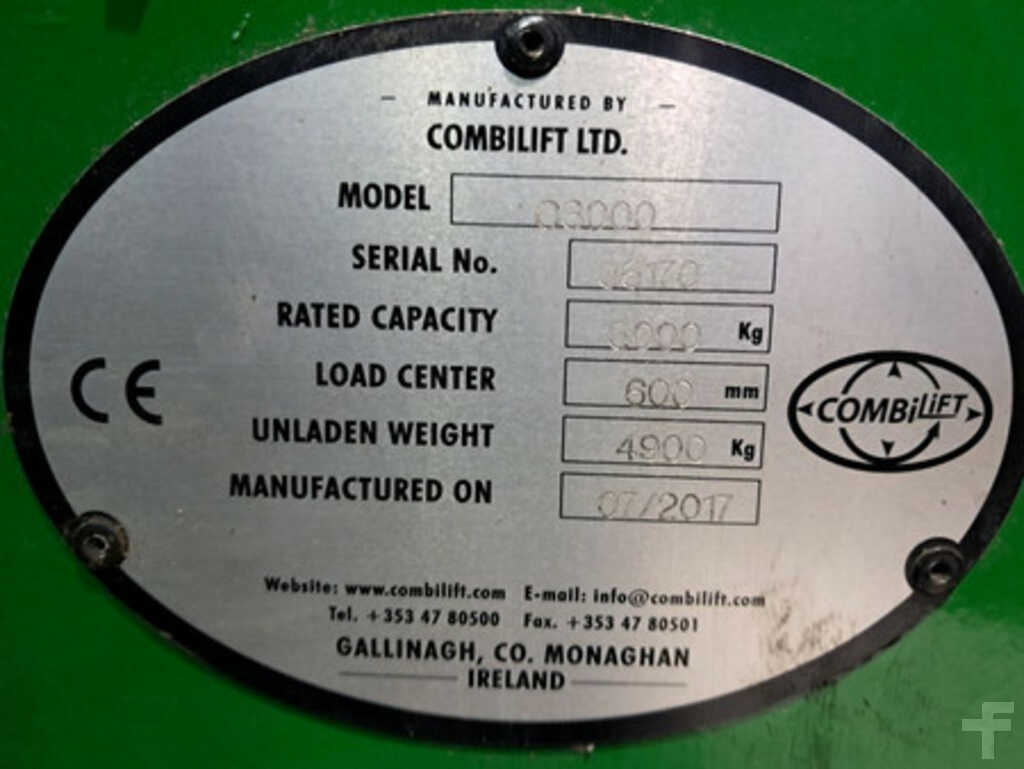 MANUFACTURED BY
COMBILIFT LTD.
MODEL
SERIAL No.
RATED CAPACITY Kg
LOAD CENTER 600 mm
UNLADEN WEIGHT 4900 Kg
MANUFACTURED ON 07/2017
CE
COMBiLiFT
Website: www.combilift.com E-mail: info@combilift.com
Tel. +353 47 80500 Fax. +353 47 80501
GALLINAGH, CO. MONAGHAN
IRELAND